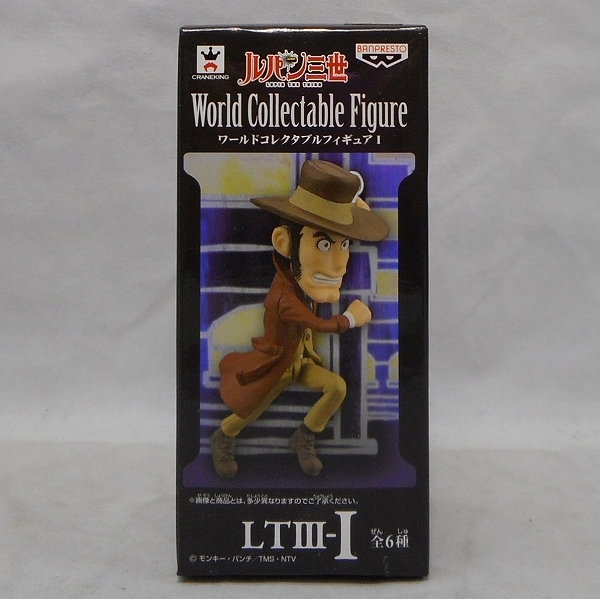 CRANEKING
ルパン三世
LUPIN THE THIRD
BANPRESTO
World Collectable Figure
ワールドコレクタブルフィギュア1
※画像と商品とは、多少異なりますのでご了承ください。
LTⅢ-1
全6種
© モンキー・パンチ/TMS・NTV